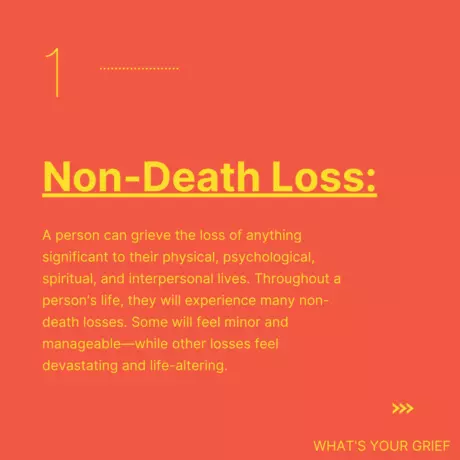 1
Non-Death Loss:
A person can grieve the loss of anything
significant to their physical, psychological,
spiritual, and interpersonal lives. Throughout a
person's life, they will experience many non-
death losses. Some will feel minor and
manageable—while other losses feel
devastating and life-altering.
WHAT'S YOUR GRIEF